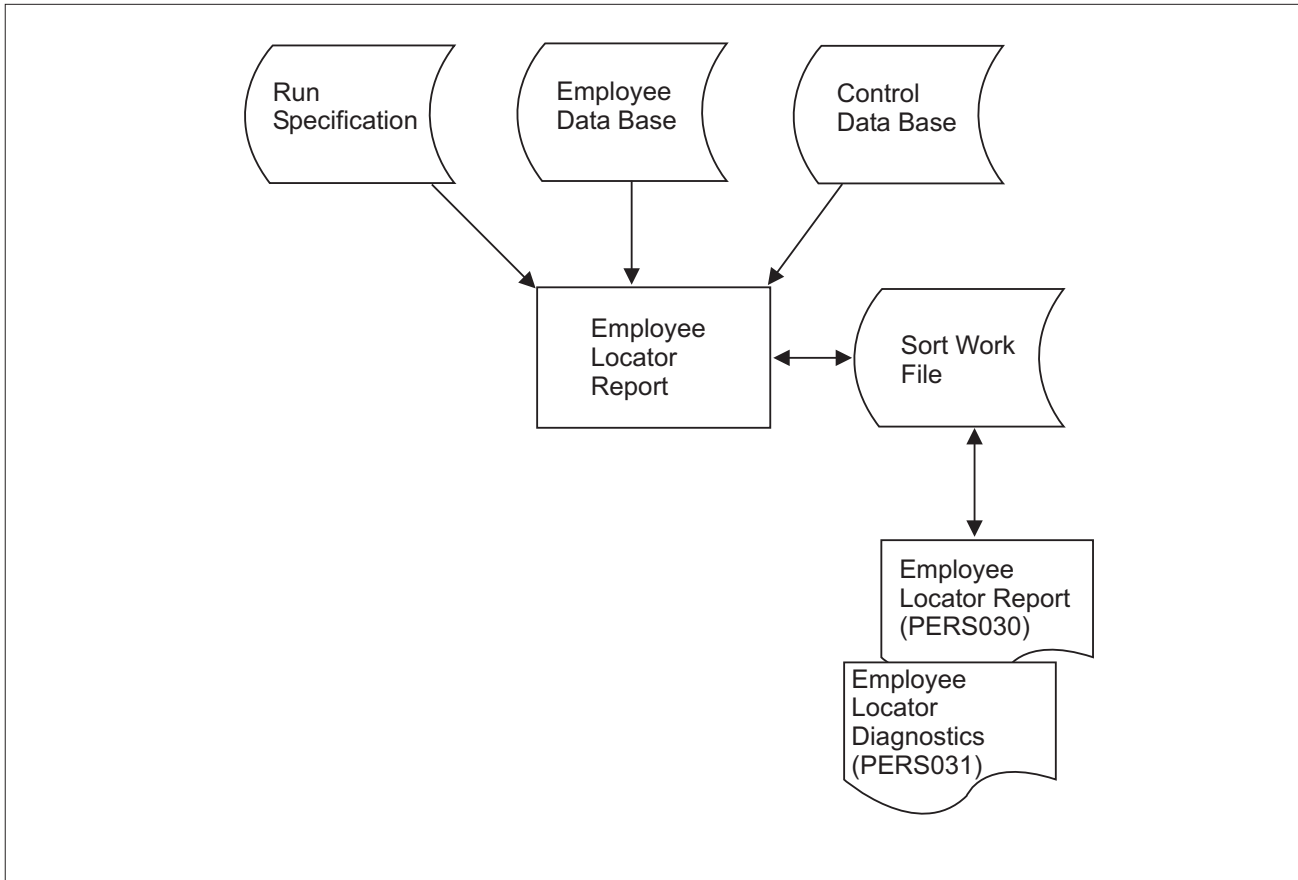 Run
Specification
Employee
Data Base
Control
Data Base
Employee
Locator
Report
Sort Work
File
Employee
Locator Report
(PERS030)
Employee
Locator
Diagnostics
(PERS031)